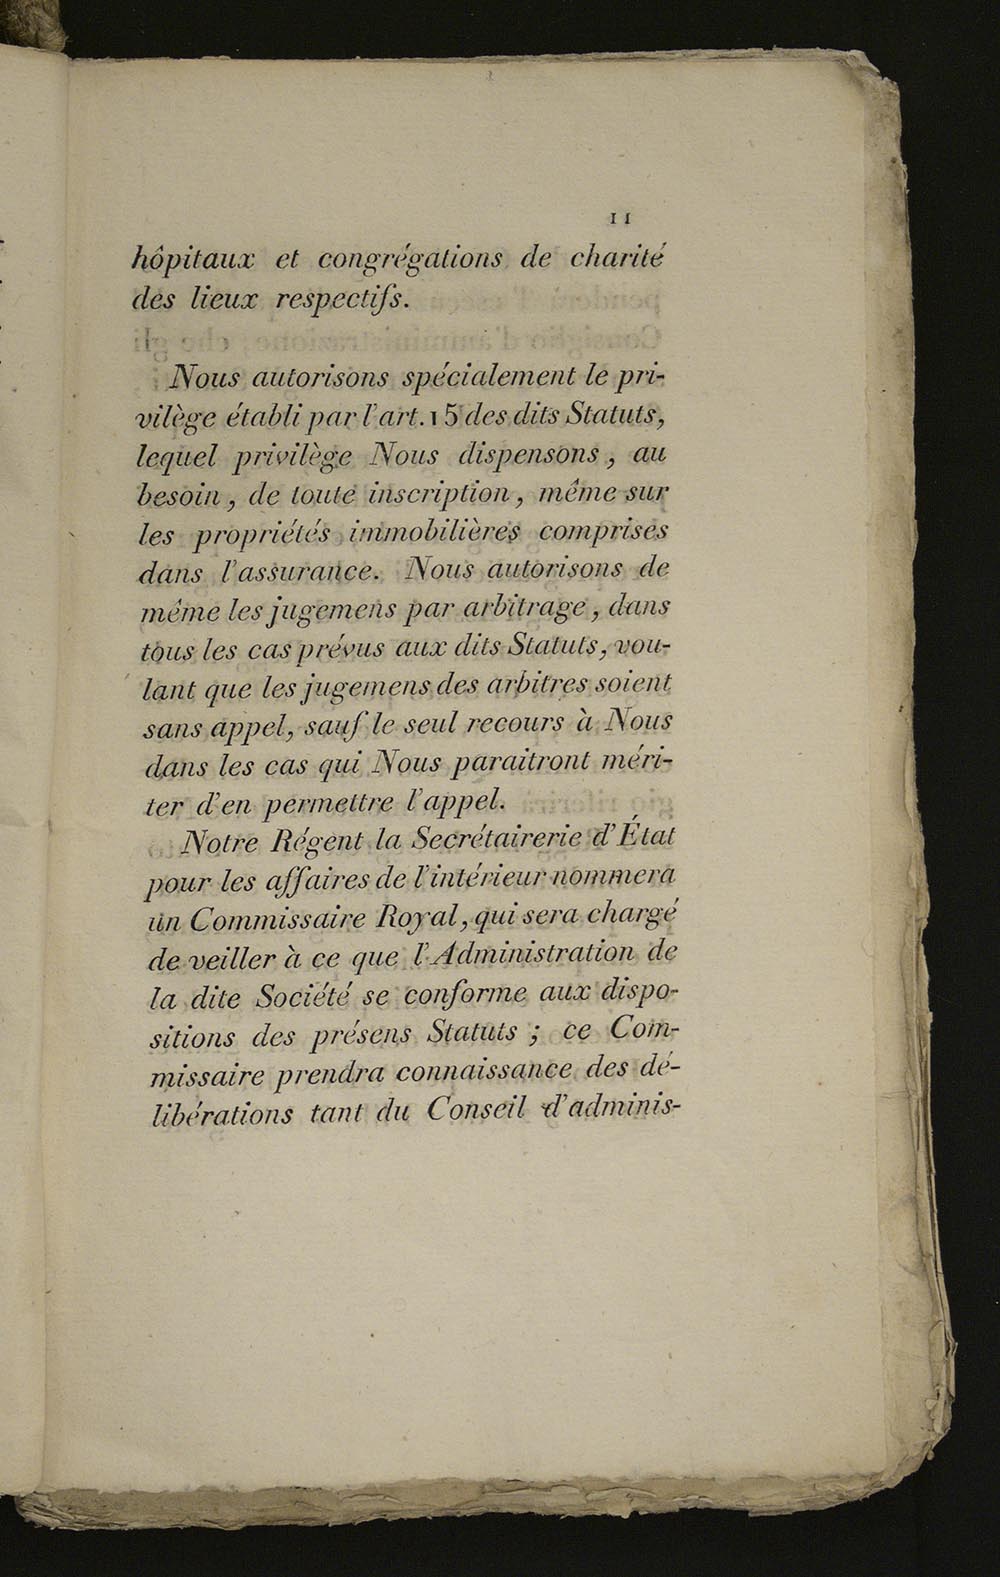 11
hôpitaux et congrégations de charité
des lieux respectifs.
Nous autorisons spécialement le pri-
vilège établi par l'art. 15 des dits Statuts,
lequel privilège Nous dispensons, au
besoin, de toute inscription, même sur
les propriétés immobilières comprises
dans l'assurance. Nous autorisons de
même les jugemens par arbitrage, dans
tous les cas prévus aux dits Statuts, vou-
lant que les jugemens des arbitres soient
sans appel, sauf le seul recours à Nous
dans les cas qui Nous paraitront méri-
ter d'en permettre l'appel.
Notre Régent la Secrétairerie d'État
pour les affaires de l'intérieur nommera
un Commissaire Royal, qui sera chargé
de veiller à ce que l'Administration de
la dite Société se conforme aux dispo-
sitions des présens Statuts ; ce Com-
missaire prendra connaissance des dé-
libérations tant du Conseil d'adminis-